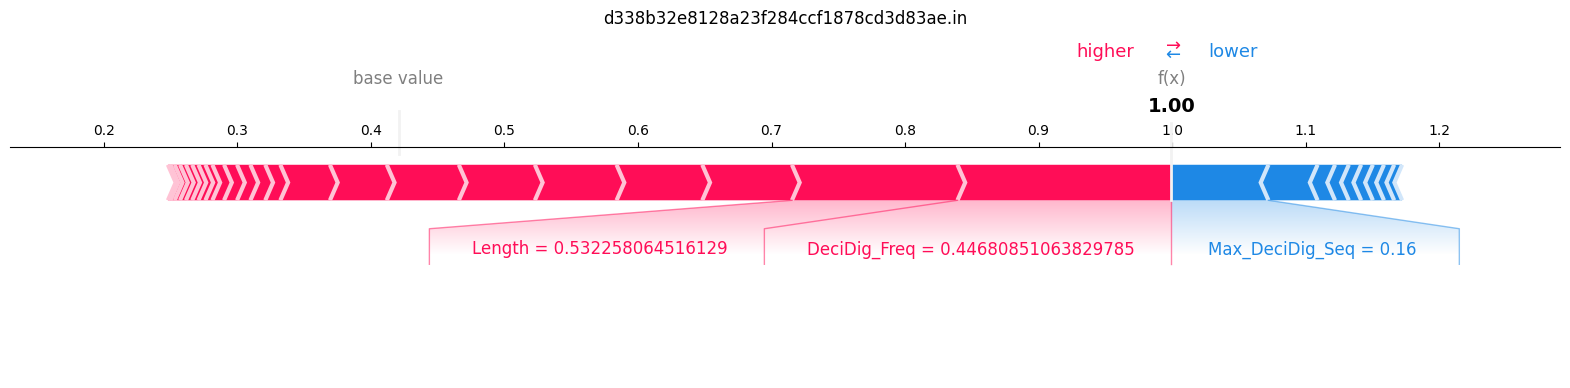 d338b32e8128a23f284ccf1878cd3d83ae.in
higher ⇄ lower
base value f(x)
1.00
0.2 0.3 0.4 0.5 0.6 0.7 0.8 0.9 1.0 1.1 1.2
Length = 0.532258064516129 DeciDig_Freq = 0.44680851063829785 Max_DeciDig_Seq = 0.16